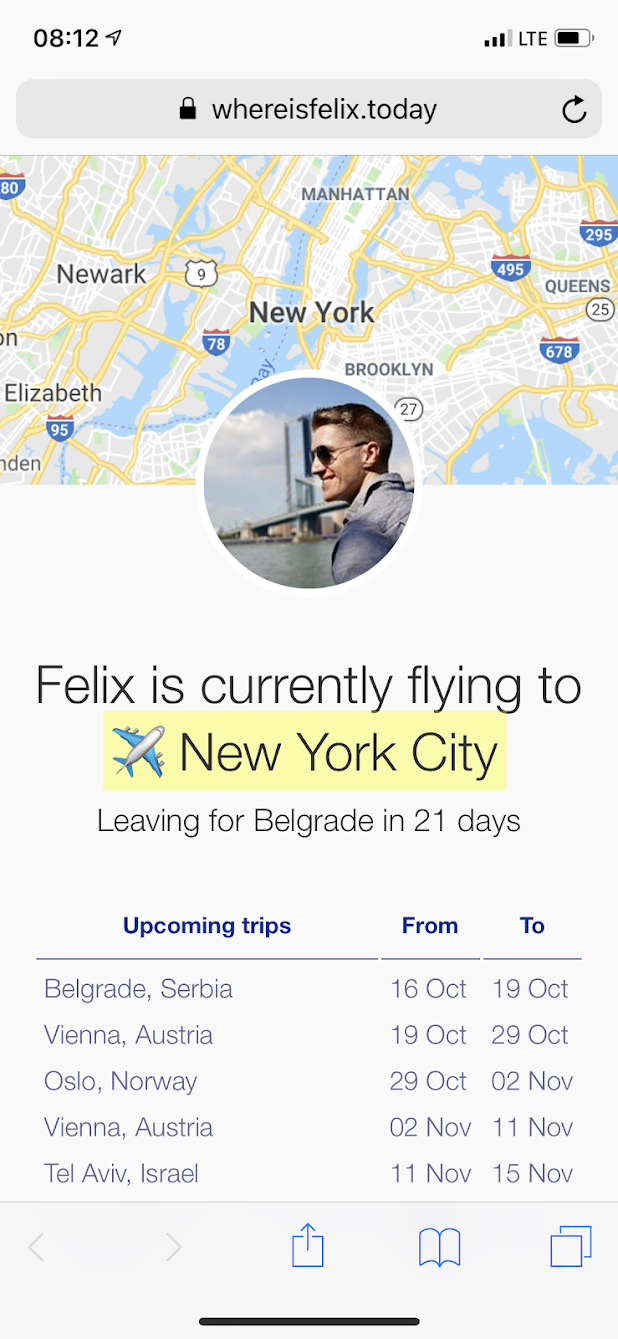 08:12 LTE
whereisfelix.today
80
MANHATTAN
295
Newark 9 495
QUEENS
New York 25
78 678
BROOKLYN
Bay
Elizabeth 27
95
Felix is currently flying to
✈️ New York City
Leaving for Belgrade in 21 days
Upcoming trips From To
Belgrade, Serbia 16 Oct 19 Oct
Vienna, Austria 19 Oct 29 Oct
Oslo, Norway 29 Oct 02 Nov
Vienna, Austria 02 Nov 11 Nov
Tel Aviv, Israel 11 Nov 15 Nov